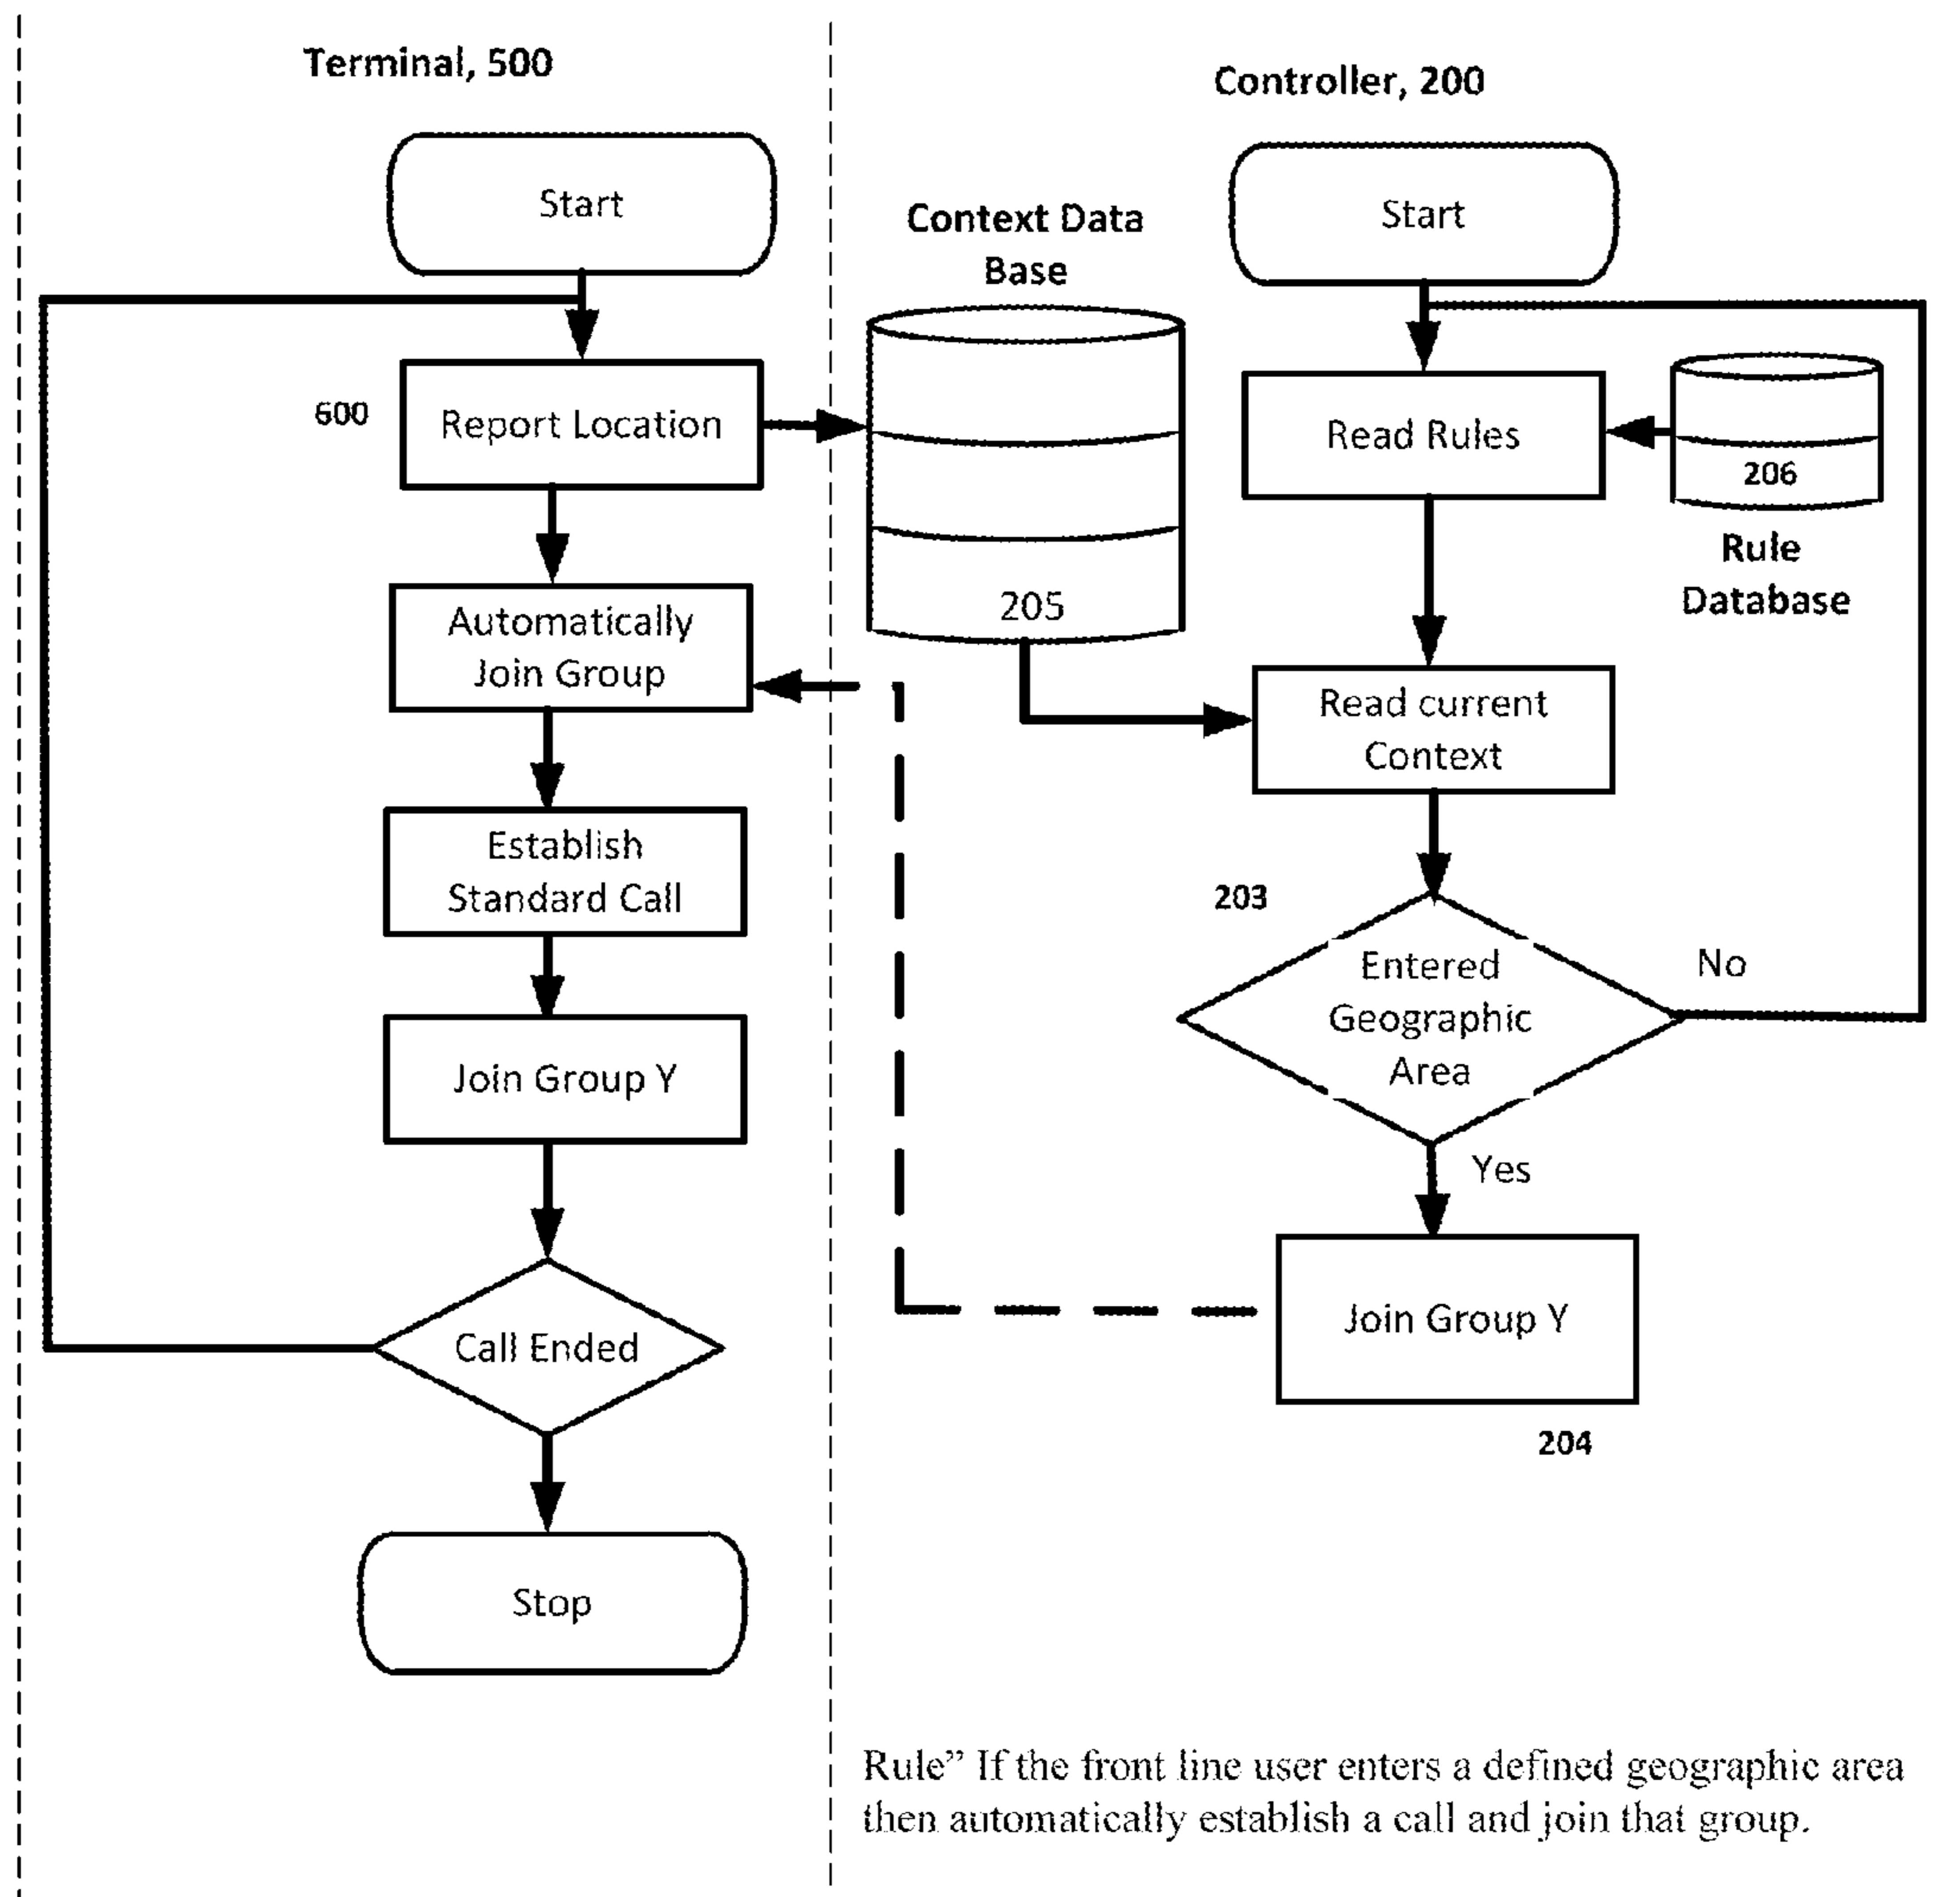 Terminal, 500
Start
600
Report Location
Automatically
Join Group
Establish
Standard Call
Join Group Y
Call Ended
Stop
Controller, 200
Start
Context Data
Base
205
Read Rules
206
Rule
Database
Read current
Context
203
Entered
Geographic
Area
No
Yes
Join Group Y
204
Rule” If the front line user enters a defined geographic area
then automatically establish a call and join that group.